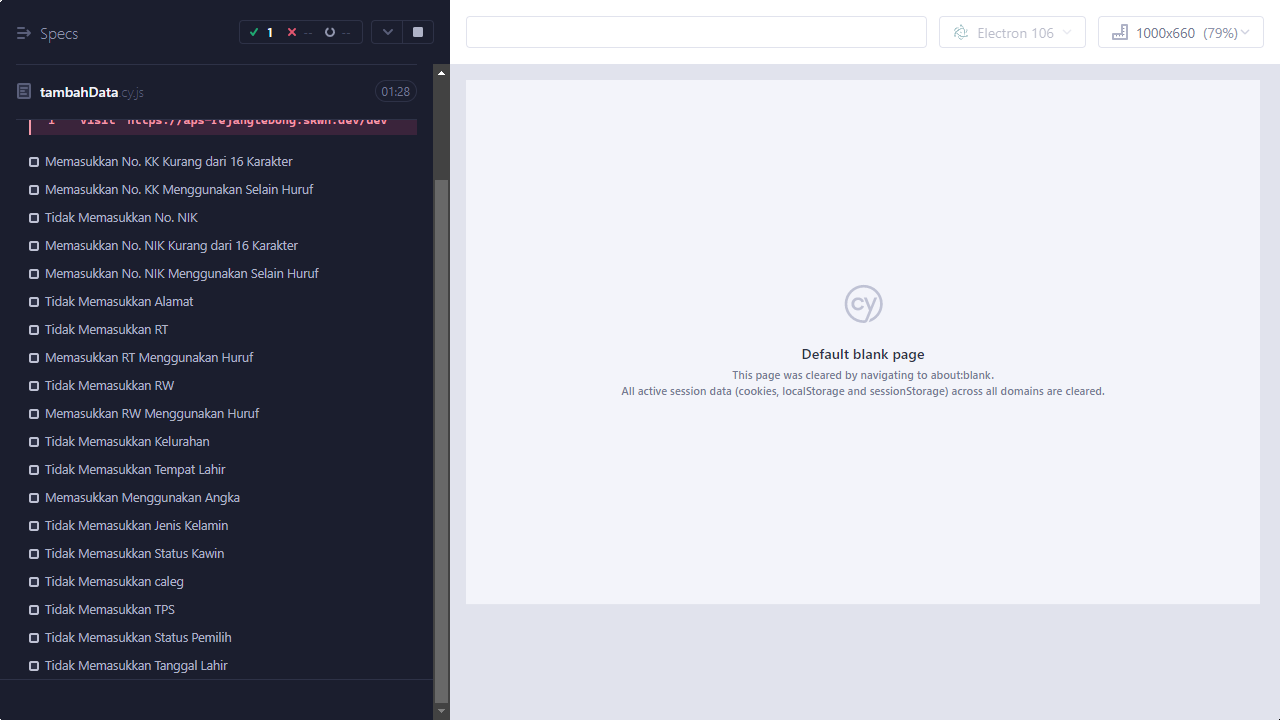 Specs
1
--
--
Electron 106
1000x660 (79%)
tambahData.cy.js
01:28
1 visit https://aps-rejanglebong.skwn.dev/dev
Memasukkan No. KK Kurang dari 16 Karakter
Memasukkan No. KK Menggunakan Selain Huruf
Tidak Memasukkan No. NIK
Memasukkan No. NIK Kurang dari 16 Karakter
Memasukkan No. NIK Menggunakan Selain Huruf
Tidak Memasukkan Alamat
Tidak Memasukkan RT
Memasukkan RT Menggunakan Huruf
Tidak Memasukkan RW
Memasukkan RW Menggunakan Huruf
Tidak Memasukkan Kelurahan
Tidak Memasukkan Tempat Lahir
Memasukkan Menggunakan Angka
Tidak Memasukkan Jenis Kelamin
Tidak Memasukkan Status Kawin
Tidak Memasukkan caleg
Tidak Memasukkan TPS
Tidak Memasukkan Status Pemilih
Tidak Memasukkan Tanggal Lahir
cy
Default blank page
This page was cleared by navigating to about:blank.
All active session data (cookies, localStorage and sessionStorage) across all domains are cleared.